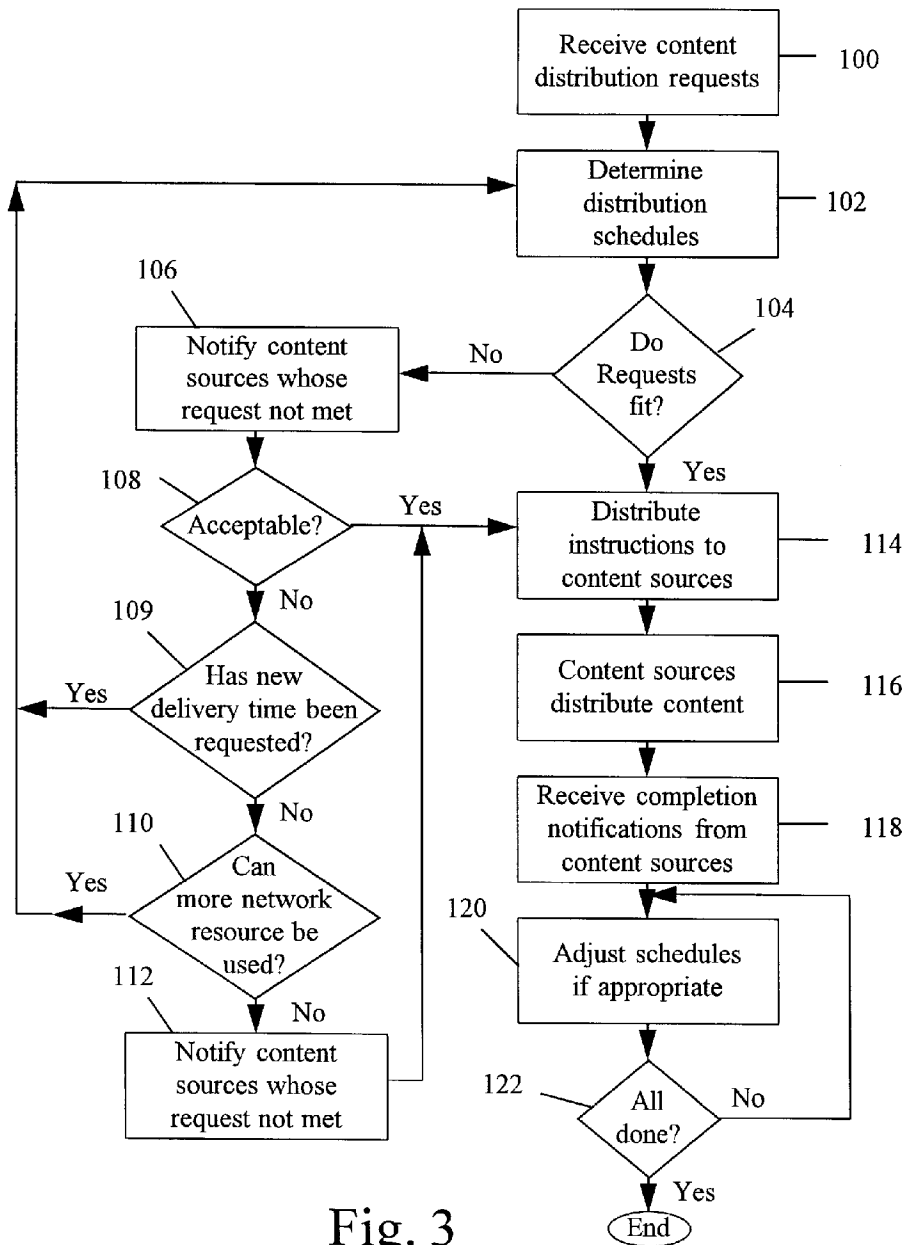 Receive content
distribution requests
100
Determine
distribution
schedules
102
106
104
Notify content
sources whose
request not met
No
Do
Requests
fit?
108
Acceptable?
Yes
Yes
Distribute
instructions to
content sources
114
No
109
Has new
delivery time been
requested?
Yes
Content sources
distribute content
116
No
110
Can
more network
resource be
used?
Yes
Receive completion
notifications from
content sources
118
120
Adjust schedules
if appropriate
112
No
Notify content
sources whose
request not met
122
All
done?
No
Yes
End
Fig. 3